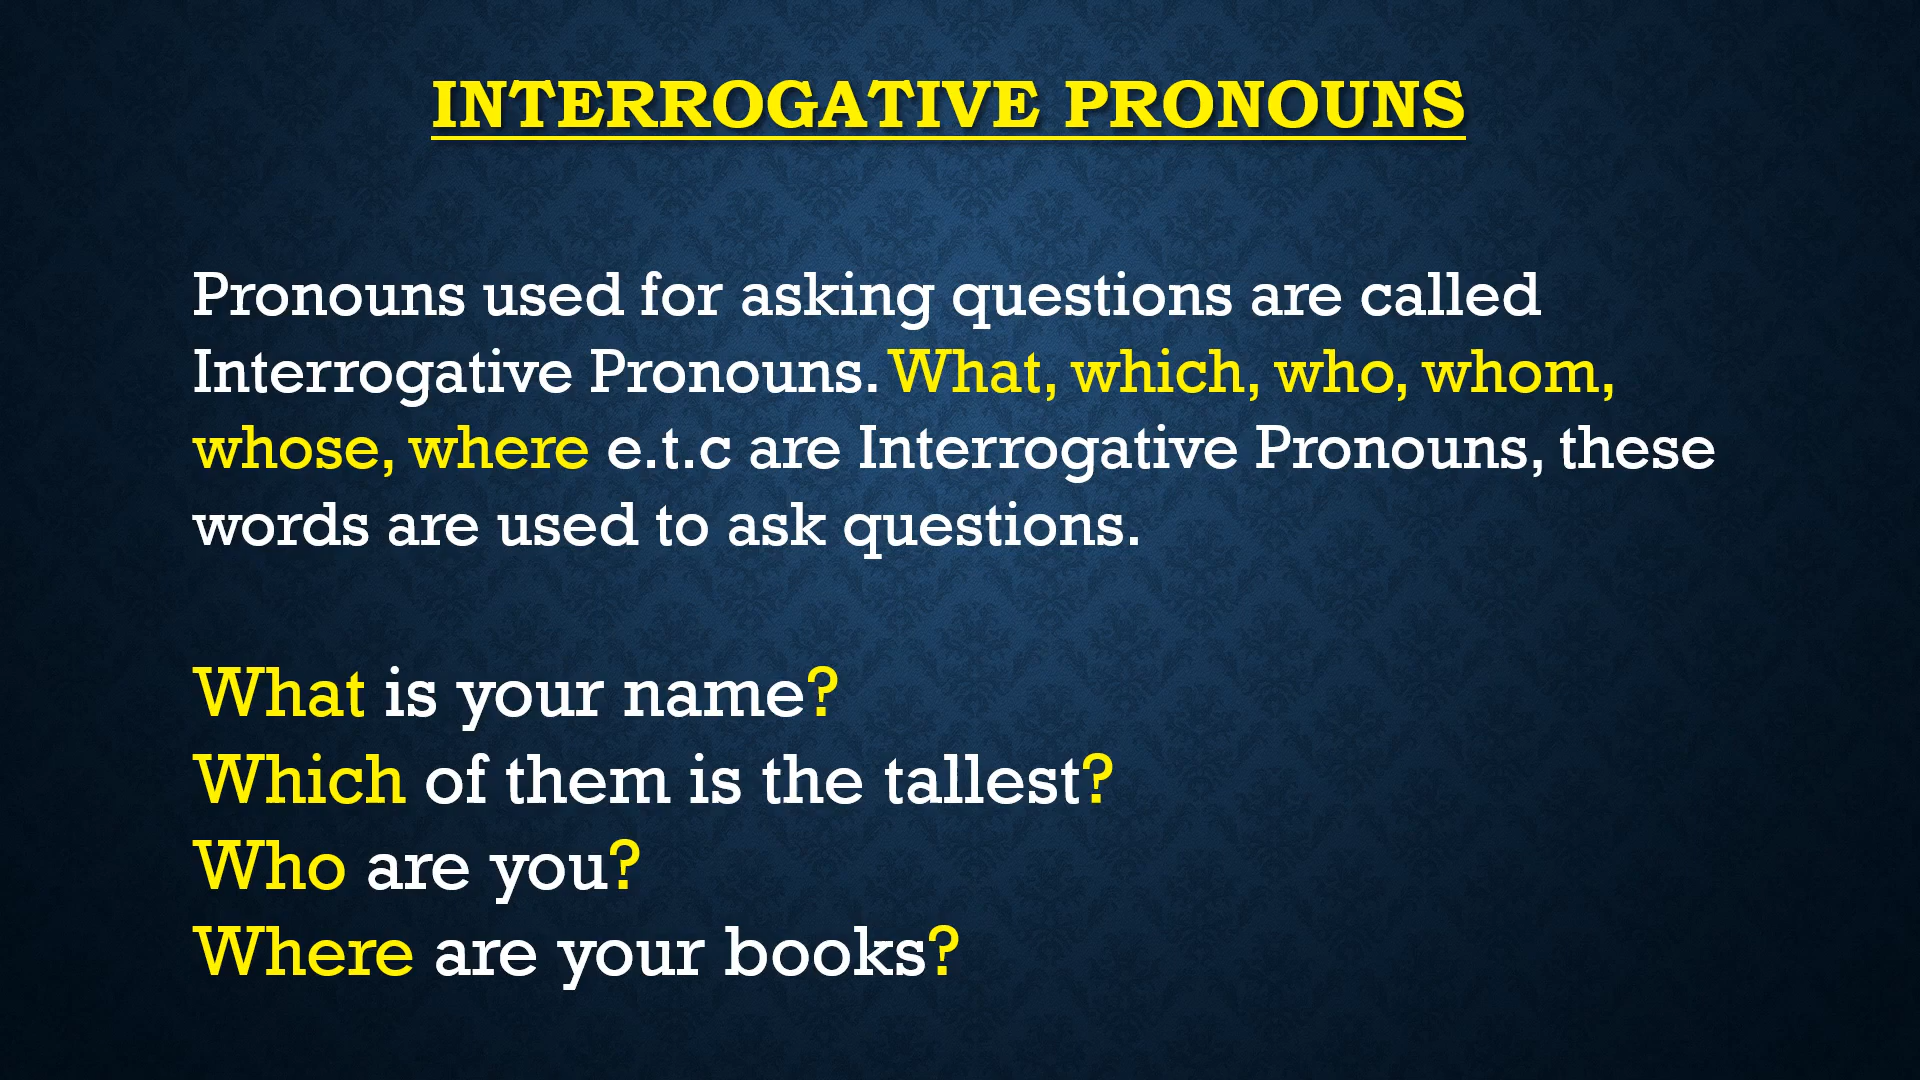 INTERROGATIVE PRONOUNS
Pronouns used for asking questions are called
Interrogative Pronouns. What, which, who, whom,
whose, where e.t.c are Interrogative Pronouns, these
words are used to ask questions.
What is your name?
Which of them is the tallest?
Who are you?
Where are your books?